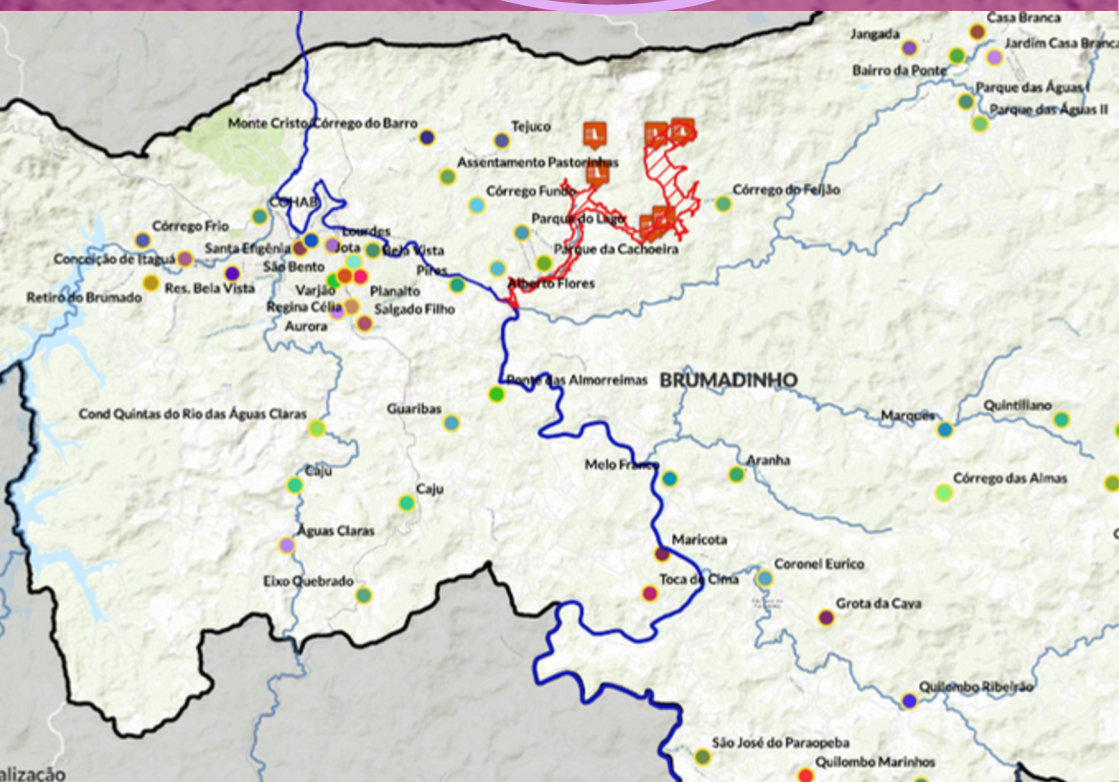 Casa Branca
Jangada
Jardim Casa Branca
Bairro da Ponte
Parque das Águas I
Parque das Águas II
Monte Cristo/Córrego do Barro
Tejuco
Assentamento Pastorinhas
Córrego Fundo
Córrego do Feijão
COHAB
Parque do Lago
Córrego Frio
Lourdes
Santa Efigênia
Jota
Bela Vista
Parque da Cachoeira
Conceição de Itaguá
São Bento
Pires
Alberto Flores
Retiro do Brumado
Res. Bela Vista
Varjão
Planalto
Regina Célia
Salgado Filho
Aurora
Ponte das Almorreimas
BRUMADINHO
Cond Quintas do Rio das Águas Claras
Guaribas
Marques
Quintiliano
Melo Franco
Aranha
Caju
Caju
Córrego das Almas
Águas Claras
Maricota
Eixo Quebrado
Toca de Cima
Coronel Eurico
Grota da Cava
Quilombo Ribeirão
São José do Paraopeba
Quilombo Marinhos
alização